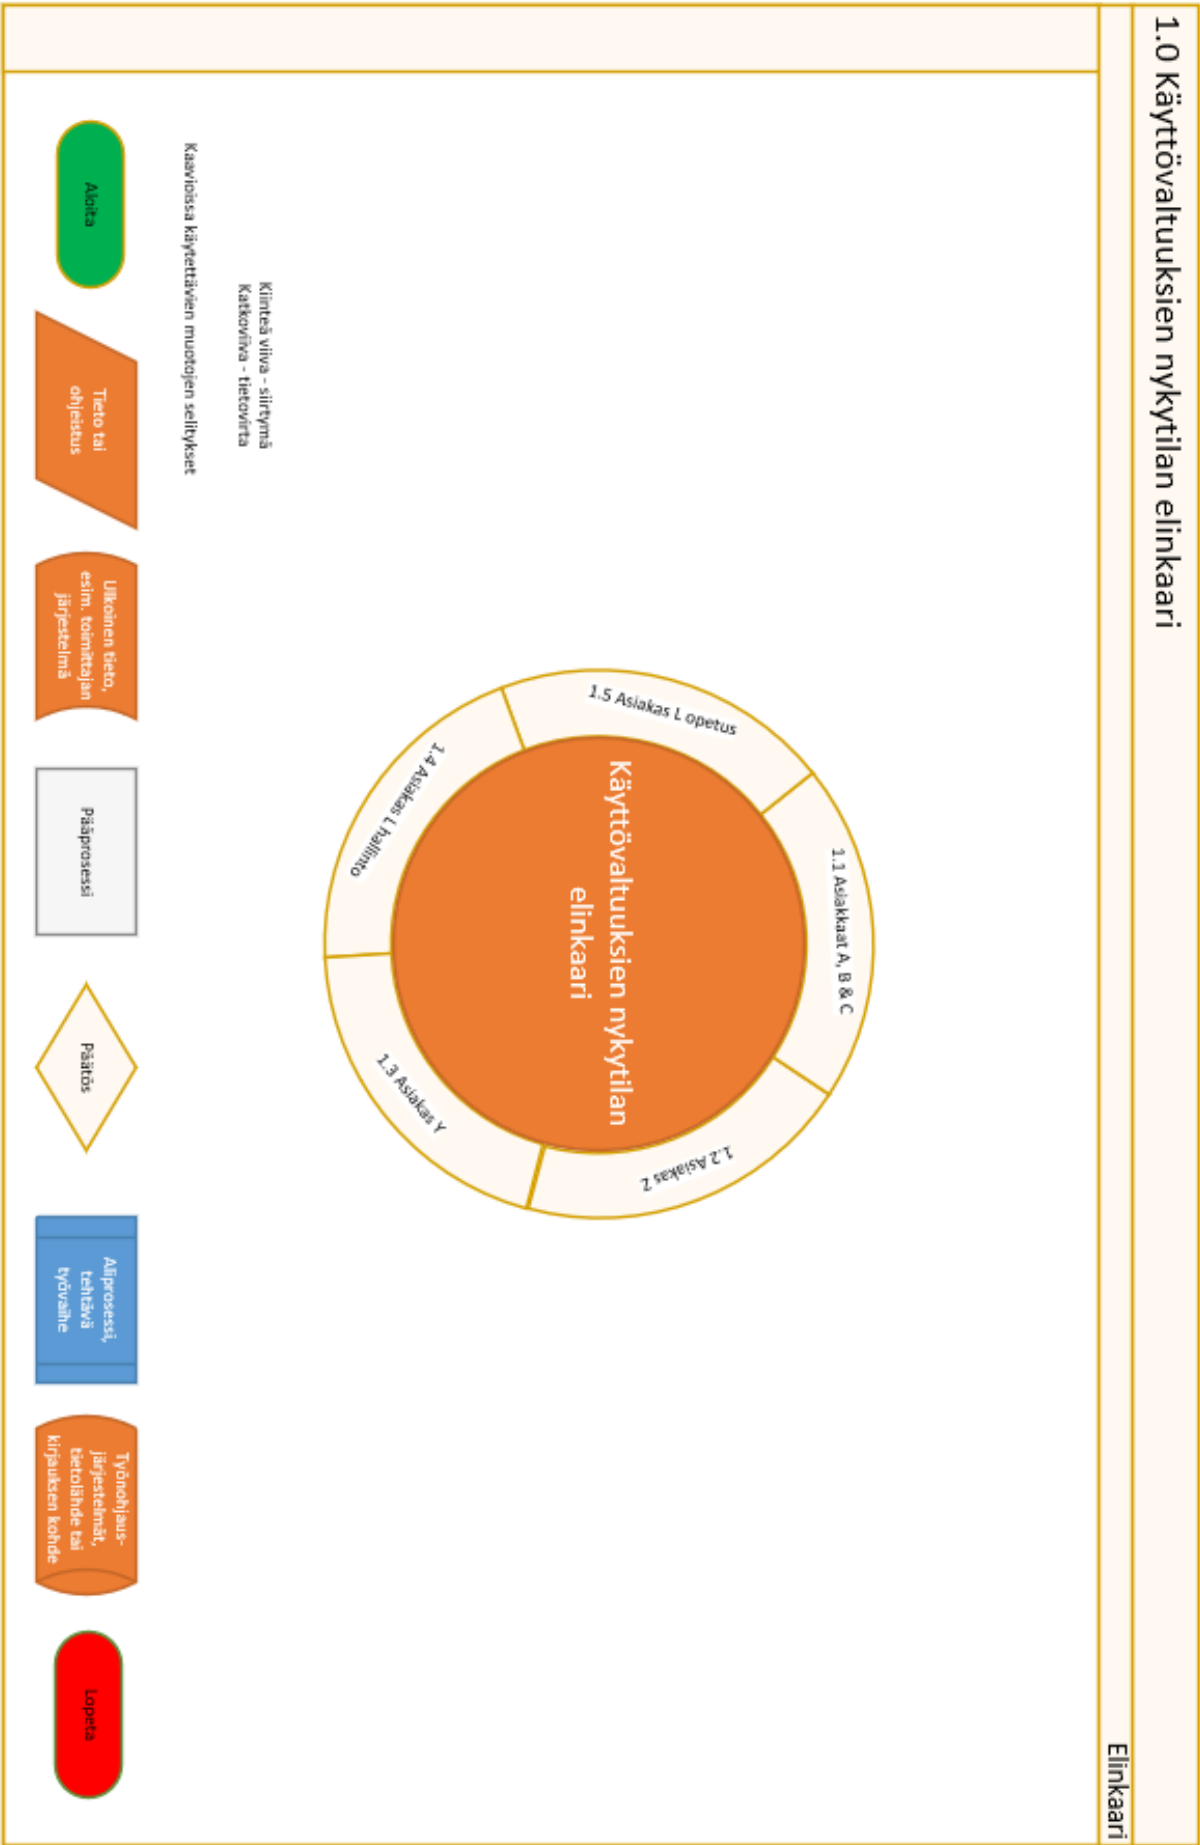 1.0 Käyttövaltuuksien nykytilan elinkaari
Elinkaari
1.1 Asiakkaat A, B & C
1.2 Asiakas Z
1.3 Asiakas Y
1.4 Asiakas L hallinto
1.5 Asiakas L opetus
Käyttövaltuuksien nykytilan
elinkaari
Kiinteä viiva - siirtymä
Katkoviiva - tietovirta
Kaavioissa käytettävien muotojen selitykset
Aloita
Tieto tai
ohjeistus
Ulkoinen tieto,
esim. toimittajan
järjestelmä
Pääprosessi
Päätös
Aliprosessi,
tehtävä
työvaihe
Työnohjaus-
järjestelmät,
tietolähde tai
kirjauksen kohde
Lopeta